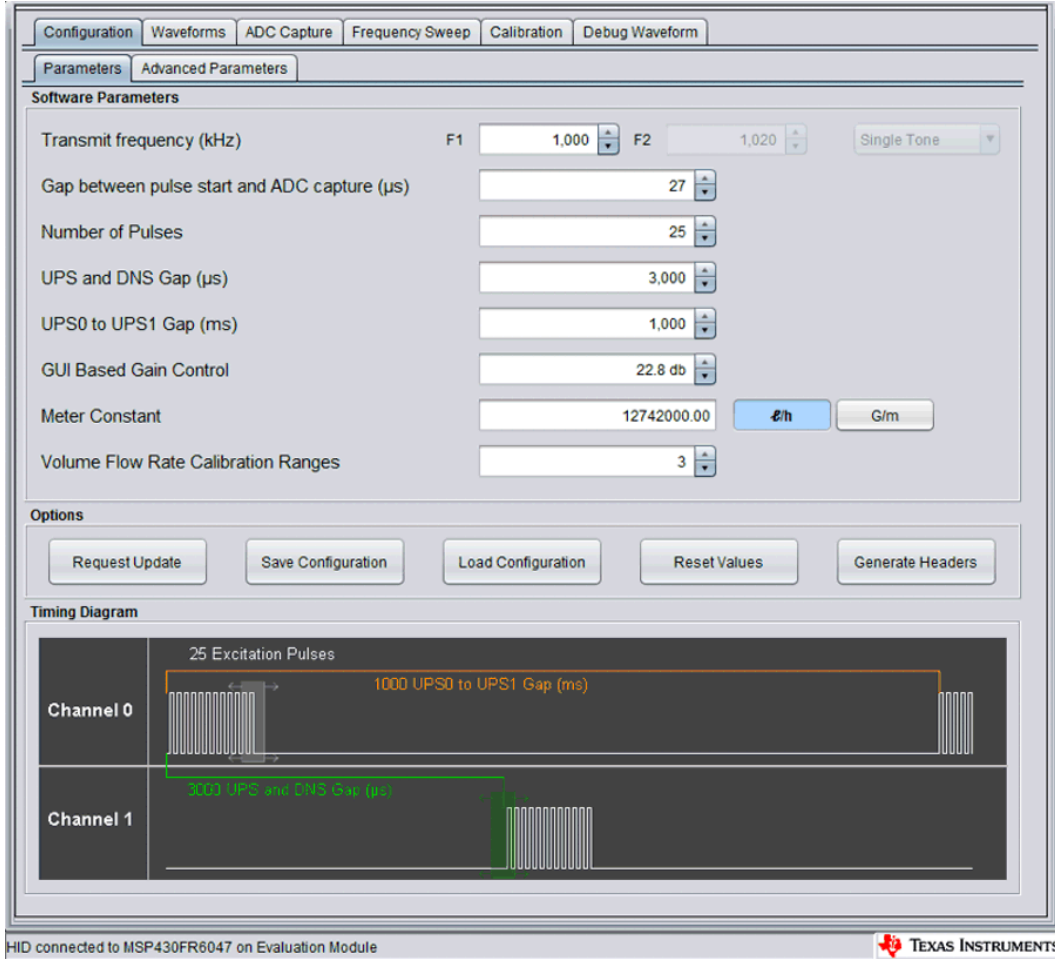 Configuration Waveforms ADC Capture Frequency Sweep Calibration Debug Waveform
Parameters Advanced Parameters
Software Parameters
Transmit frequency (kHz) F1 1,000 F2 1,020 Single Tone
Gap between pulse start and ADC capture (µs) 27
Number of Pulses 25
UPS and DNS Gap (µs) 3,000
UPS0 to UPS1 Gap (ms) 1,000
GUI Based Gain Control 22.8 db
Meter Constant 12742000.00 ℓ/h G/m
Volume Flow Rate Calibration Ranges 3
Options
Request Update Save Configuration Load Configuration Reset Values Generate Headers
Timing Diagram
25 Excitation Pulses
1000 UPS0 to UPS1 Gap (ms)
Channel 0
3000 UPS and DNS Gap (µs)
Channel 1
HID connected to MSP430FR6047 on Evaluation Module TEXAS INSTRUMENTS